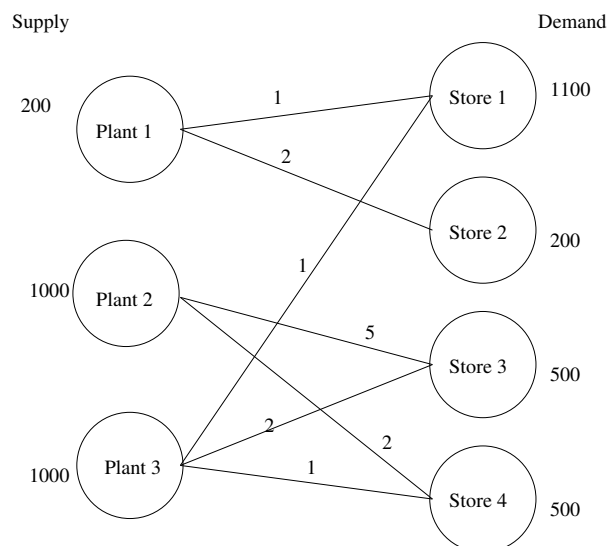 Supply
Demand
200
Plant 1
1
Store 1
1100
2
Store 2
200
1
1000
Plant 2
5
Store 3
500
2
2
1000
Plant 3
1
Store 4
500